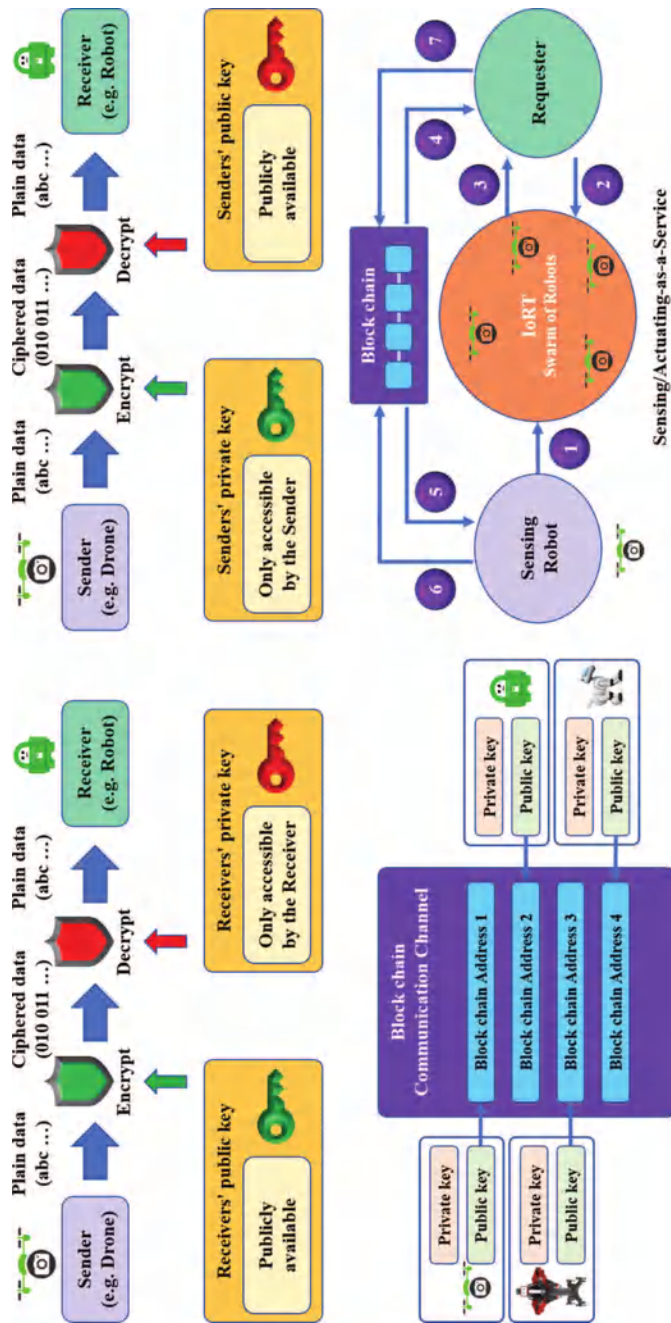 Plain data
(abc ...)
Ciphered data
(010 011 ...)
Plain data
(abc ...)
Sender
(e.g. Drone)
Encrypt
Decrypt
Receiver
(e.g. Robot)
Receivers' public key
Publicly
available
Receivers' private key
Only accessible
by the Receiver
Plain data
(abc ...)
Ciphered data
(010 011 ...)
Plain data
(abc ...)
Sender
(e.g. Drone)
Encrypt
Decrypt
Receiver
(e.g. Robot)
Senders' private key
Only accessible
by the Sender
Senders' public key
Publicly
available
Block chain
Communication Channel
Private key
Public key
Private key
Public key
Block chain Address 1
Block chain Address 2
Block chain Address 3
Block chain Address 4
Private key
Public key
Private key
Public key
Block chain
6
5
4
7
Sensing
Robot
1
IoRT
Swarm of Robots
3
2
Requester
Sensing/Actuating-as-a-Service